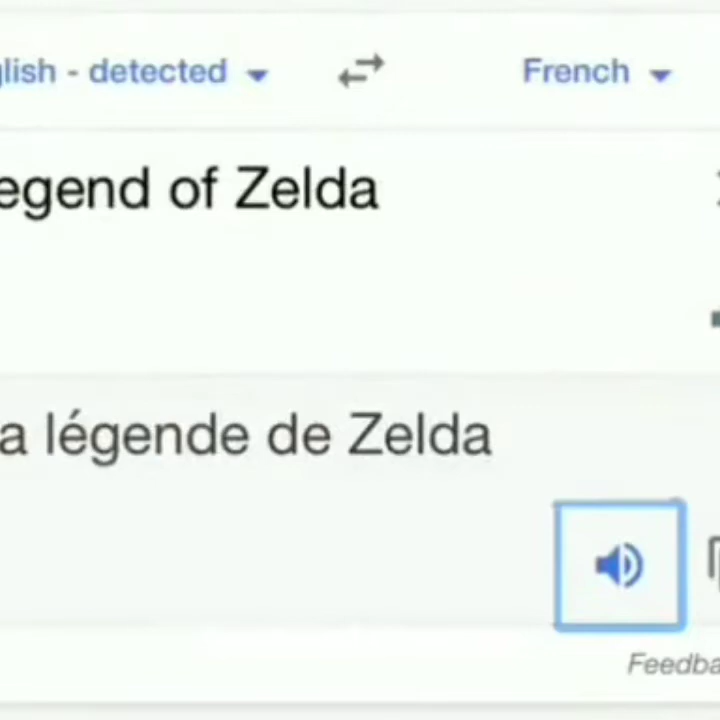 glish - detected French
egend of Zelda
a légende de Zelda
Feedba